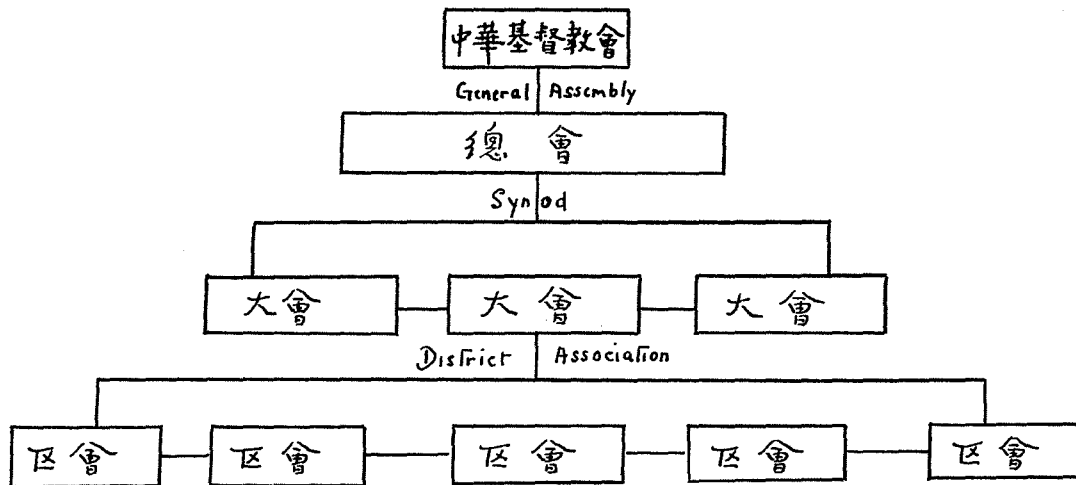 中華基督教會
General Assembly
總會
Synod
大會 大會 大會
District Association
区會 区會 区會 区會 区會